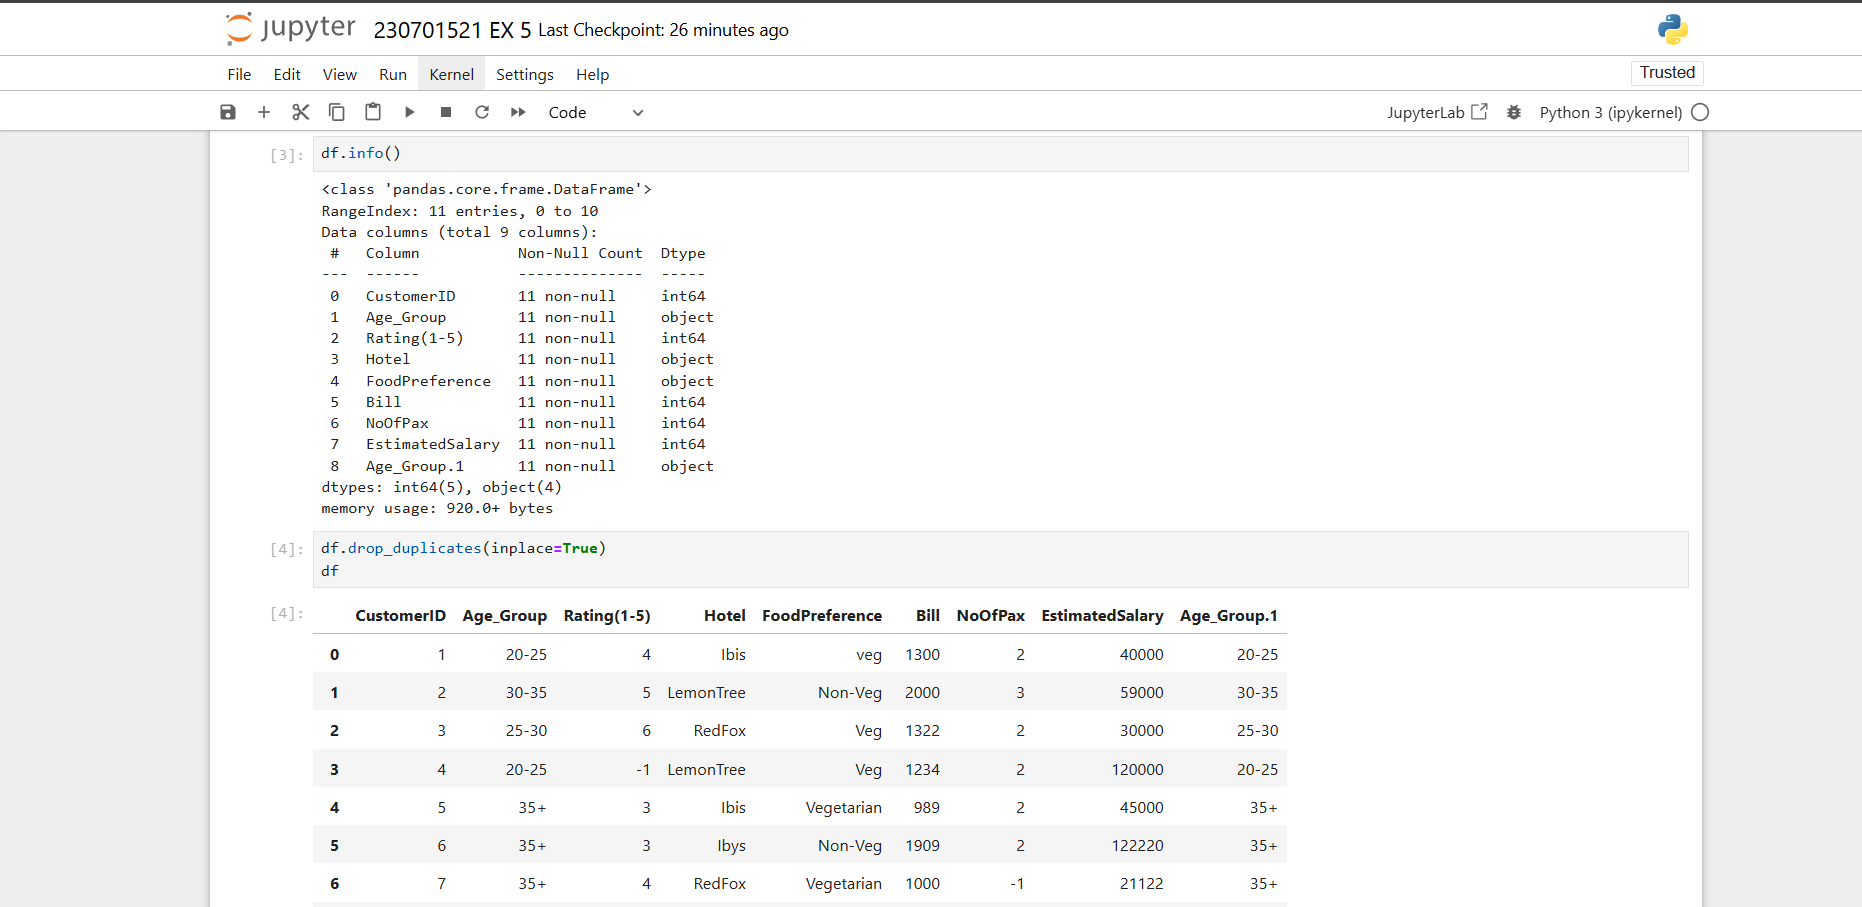 jupyter 230701521 EX 5 Last Checkpoint: 26 minutes ago
File Edit View Run Kernel Settings Help Trusted
Code JupyterLab Python 3 (ipykernel)
[3]: df.info()
<class 'pandas.core.frame.DataFrame'>
RangeIndex: 11 entries, 0 to 10
Data columns (total 9 columns):
 #   Column           Non-Null Count  Dtype
---  ------           --------------  -----
 0   CustomerID       11 non-null     int64
 1   Age_Group        11 non-null     object
 2   Rating(1-5)      11 non-null     int64
 3   Hotel            11 non-null     object
 4   FoodPreference   11 non-null     object
 5   Bill             11 non-null     int64
 6   NoOfPax          11 non-null     int64
 7   EstimatedSalary  11 non-null     int64
 8   Age_Group.1      11 non-null     object
dtypes: int64(5), object(4)
memory usage: 920.0+ bytes
[4]: df.drop_duplicates(inplace=True)
df
[4]: CustomerID Age_Group Rating(1-5) Hotel FoodPreference Bill NoOfPax EstimatedSalary Age_Group.1
0 1 20-25 4 Ibis veg 1300 2 40000 20-25
1 2 30-35 5 LemonTree Non-Veg 2000 3 59000 30-35
2 3 25-30 6 RedFox Veg 1322 2 30000 25-30
3 4 20-25 -1 LemonTree Veg 1234 2 120000 20-25
4 5 35+ 3 Ibis Vegetarian 989 2 45000 35+
5 6 35+ 3 Ibys Non-Veg 1909 2 122220 35+
6 7 35+ 4 RedFox Vegetarian 1000 -1 21122 35+